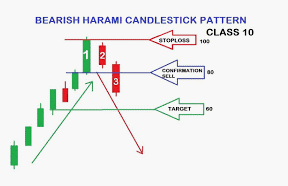 BEARISH HARAMI CANDLESTICK PATTERN
CLASS 10
STOPLOSS 100
1
2
3
CONFIRMATION
SELL 80
TARGET 60